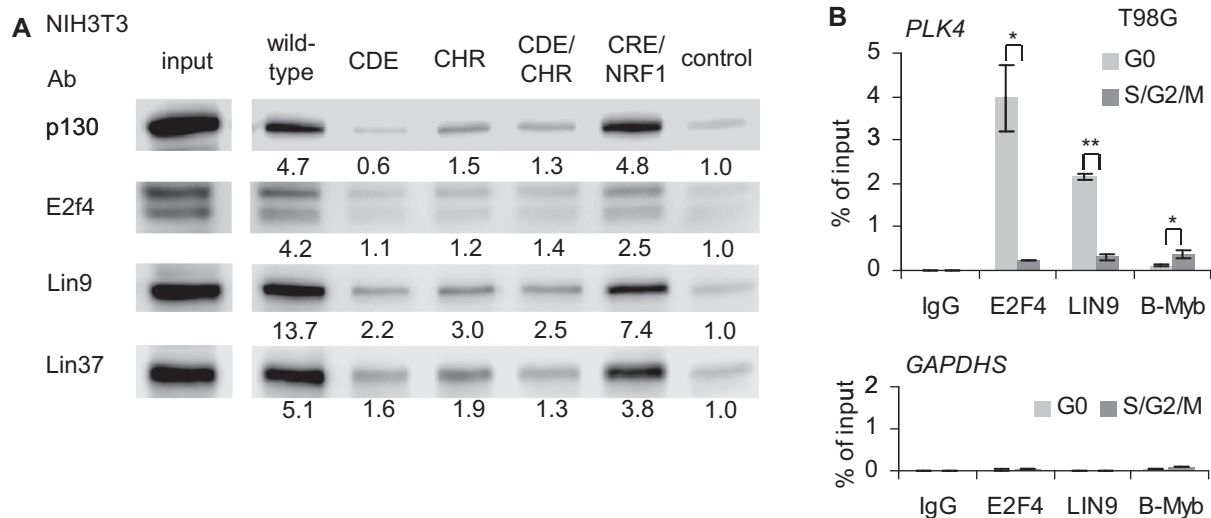 A NIH3T3
Ab
input
wild-
type
CDE
CHR
CDE/
CHR
CRE/
NRF1
control
p130
4.7 0.6 1.5 1.3 4.8 1.0
E2f4
4.2 1.1 1.2 1.4 2.5 1.0
Lin9
13.7 2.2 3.0 2.5 7.4 1.0
Lin37
5.1 1.6 1.9 1.3 3.8 1.0
B
PLK4
T98G
G0
S/G2/M
% of input
5
4
3
2
1
0
*
**
*
IgG E2F4 LIN9 B-Myb
GAPDHS
G0 S/G2/M
% of input
2
1
0
IgG E2F4 LIN9 B-Myb